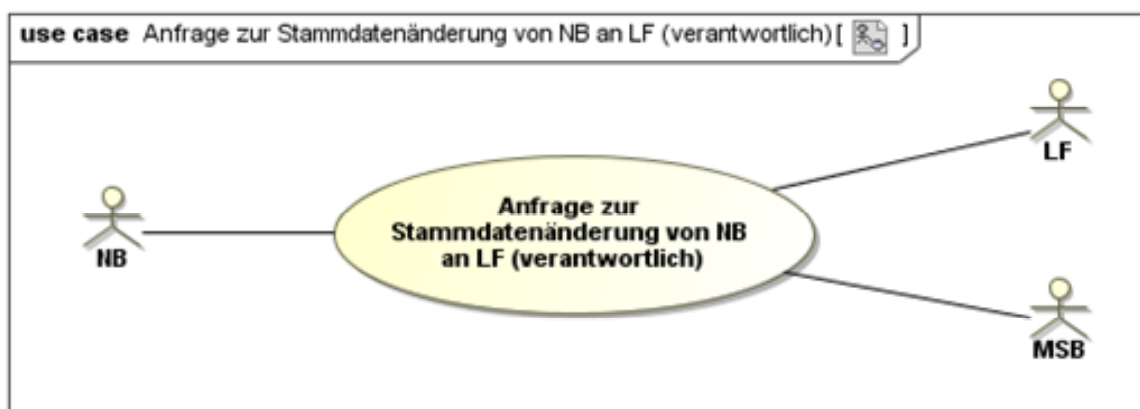 use case Anfrage zur Stammdatenänderung von NB an LF (verantwortlich)[ ]
LF
Anfrage zur
Stammdatenänderung von NB
an LF (verantwortlich)
NB
MSB